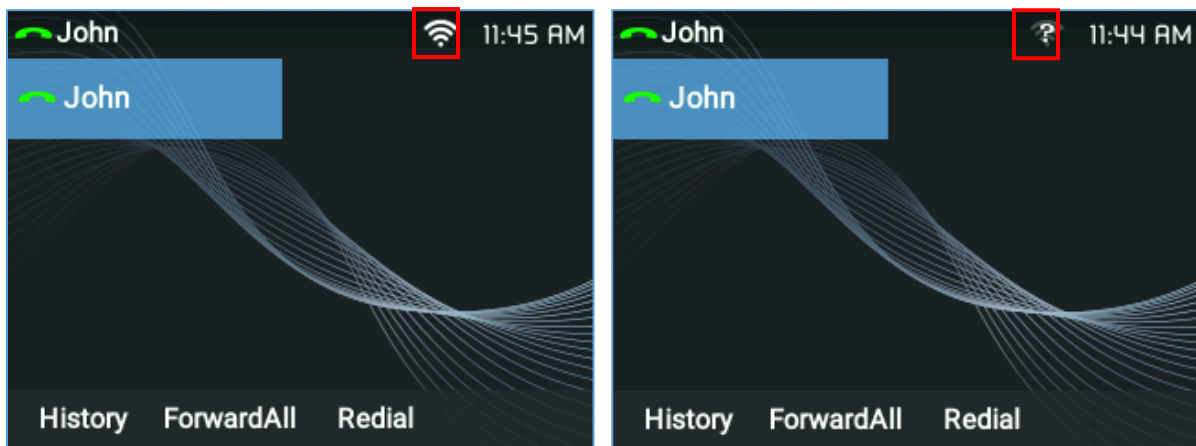 John 11:45 AM
John
History ForwardAll Redial
John ? 11:44 AM
John
History ForwardAll Redial